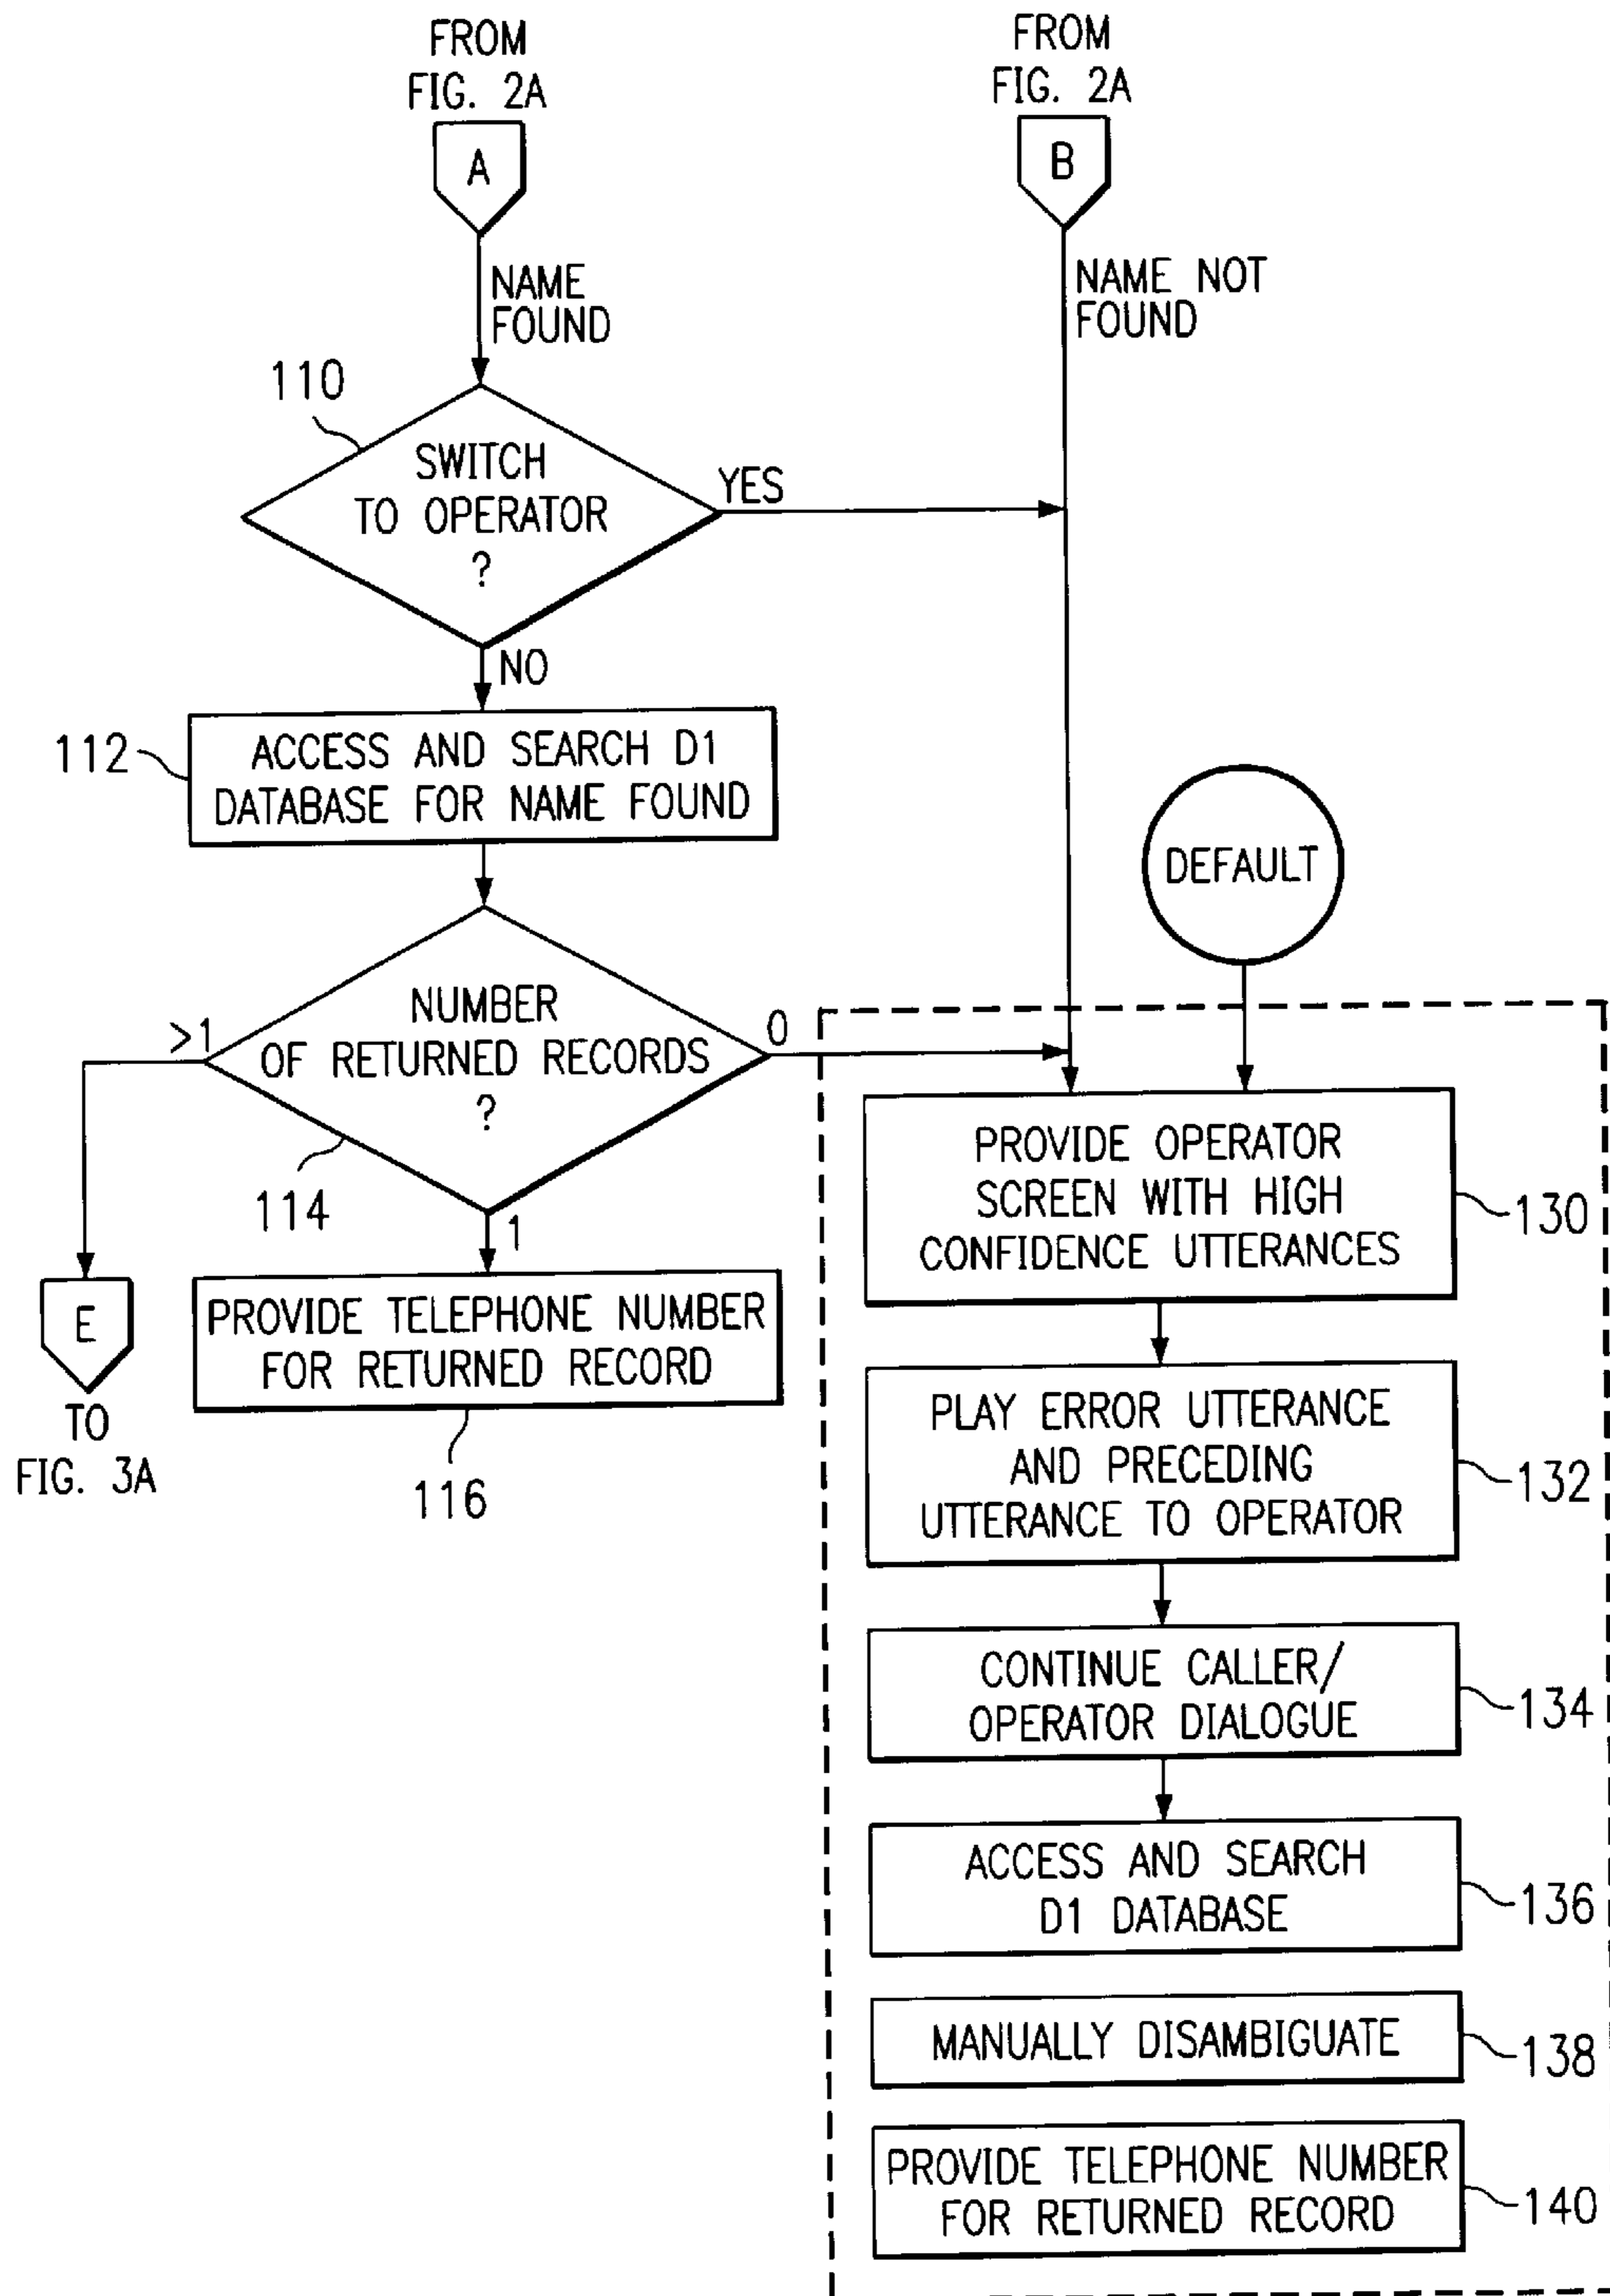 FROM
FIG. 2A
A
NAME
FOUND
FROM
FIG. 2A
B
NAME NOT
FOUND
110
SWITCH
TO OPERATOR
?
YES
NO
112
ACCESS AND SEARCH D1
DATABASE FOR NAME FOUND
DEFAULT
NUMBER
OF RETURNED RECORDS
?
>1
0
1
114
E
TO
FIG. 3A
PROVIDE TELEPHONE NUMBER
FOR RETURNED RECORD
116
PROVIDE OPERATOR
SCREEN WITH HIGH
CONFIDENCE UTTERANCES
130
PLAY ERROR UTTERANCE
AND PRECEDING
UTTERANCE TO OPERATOR
132
CONTINUE CALLER/
OPERATOR DIALOGUE
134
ACCESS AND SEARCH
D1 DATABASE
136
MANUALLY DISAMBIGUATE
138
PROVIDE TELEPHONE NUMBER
FOR RETURNED RECORD
140